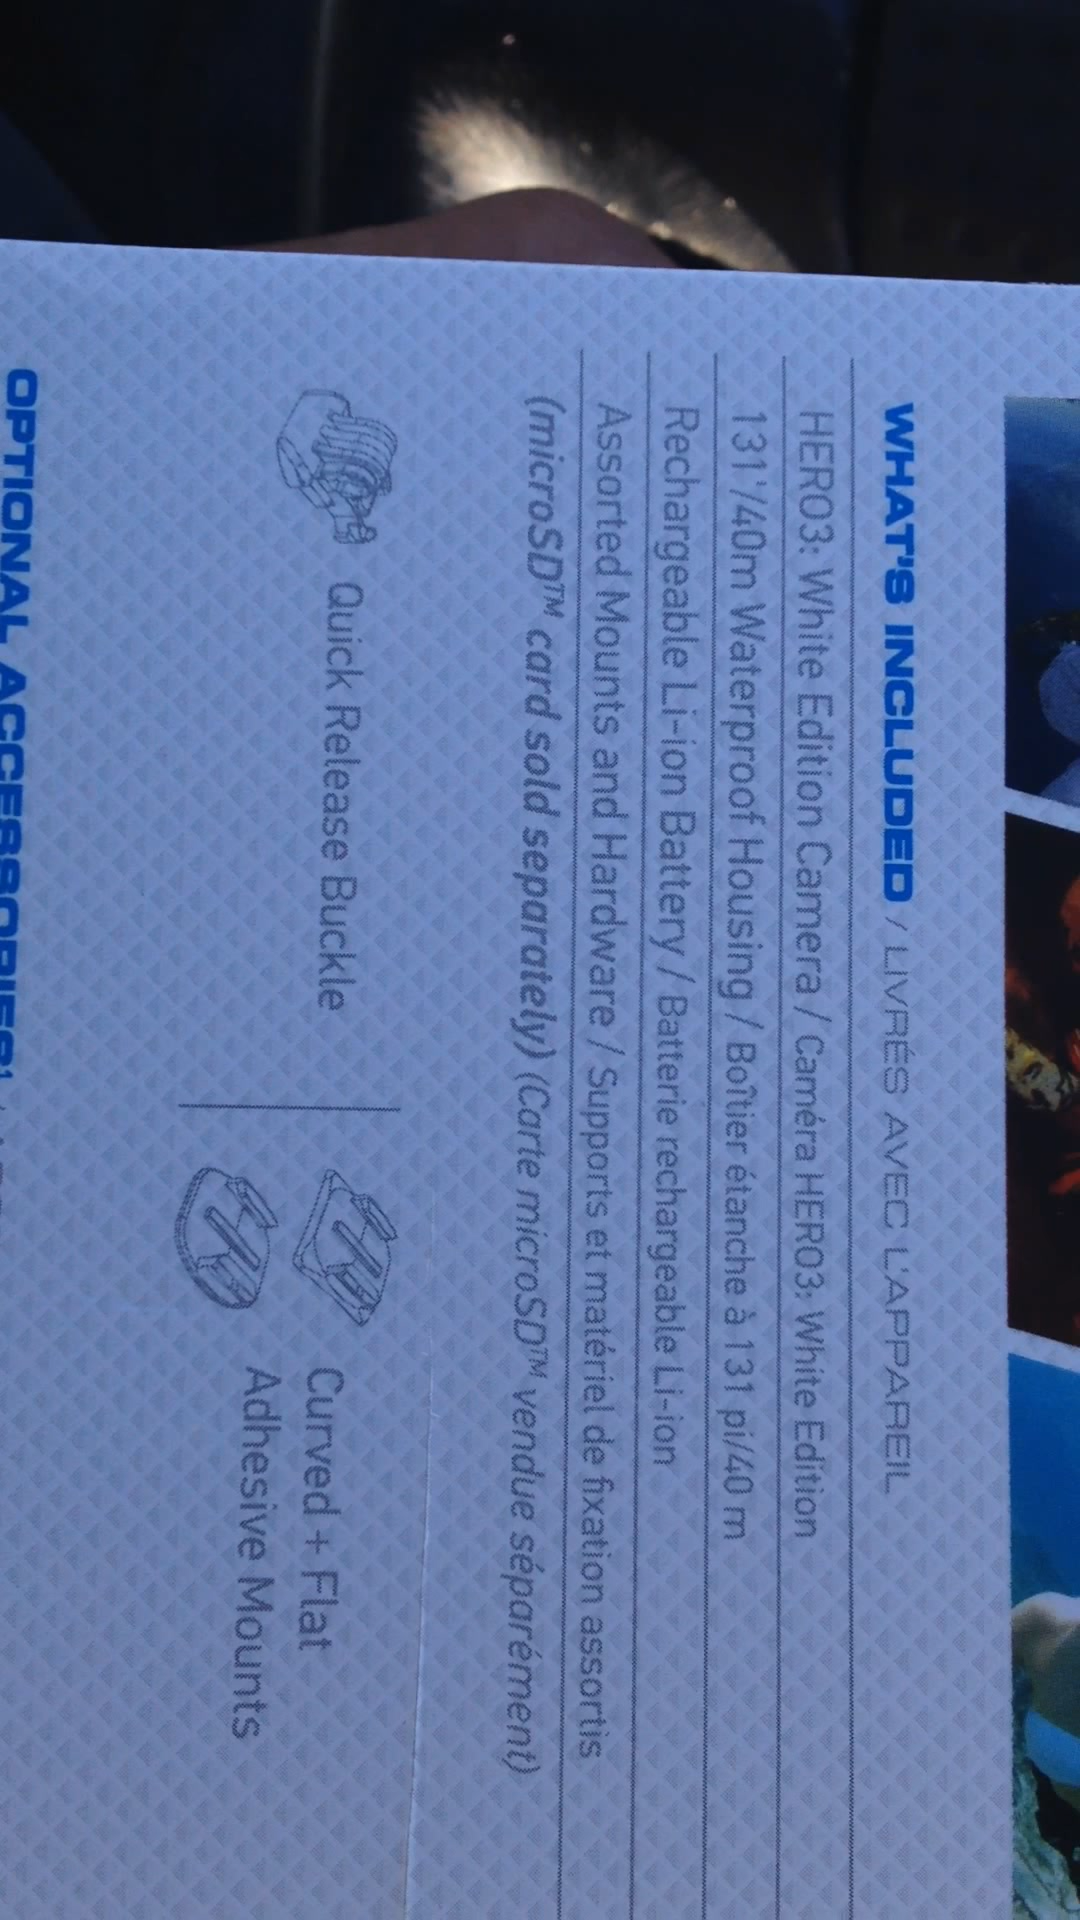 WHAT'S INCLUDED / LIVRÉS AVEC L'APPAREIL
HERO3: White Edition Camera / Caméra HERO3: White Edition
131'/40m Waterproof Housing / Boîtier étanche à 131 pi/40 m
Rechargeable Li-ion Battery / Batterie rechargeable Li-ion
Assorted Mounts and Hardware / Supports et matériel de fixation assortis
(microSD™ card sold separately) (Carte microSD™ vendue séparément)
Quick Release Buckle
Curved + Flat
Adhesive Mounts
OPTIONAL ACCESSORIES¹ /